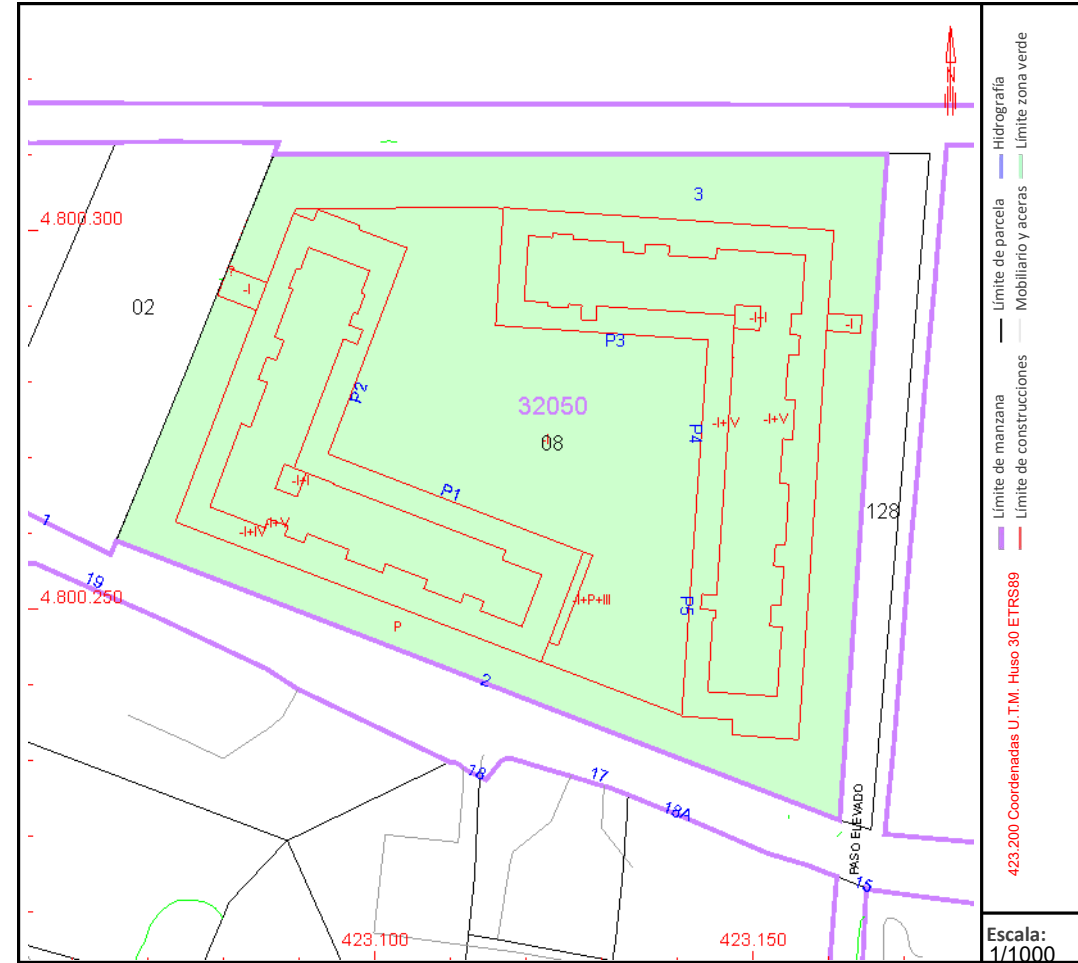 N
3
4.800.300
02
-I
-I+I
-I
P3
P2
32050
08
-I+V
-I+V
P4
P1
-I+I
128
-I+IV
-I+V
1
19
4.800.250
P
-I+P+III
P5
2
18
17
18A
PASO ELEVADO
15
423.100
423.150
Límite de manzana
Límite de parcela
Hidrografía
Límite de construcciones
Mobiliario y aceras
Límite zona verde
423.200 Coordenadas U.T.M. Huso 30 ETRS89
Escala:
1/1000